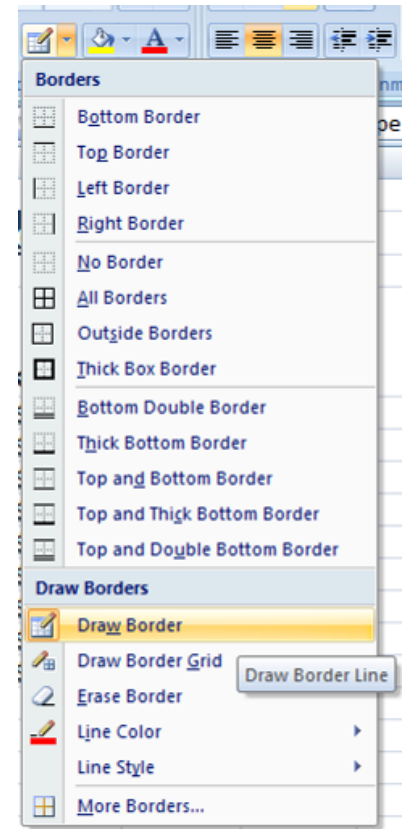 A
Borders
nm
Bottom Border
pe
Top Border
Left Border
Right Border
No Border
All Borders
Outside Borders
Thick Box Border
Bottom Double Border
Thick Bottom Border
Top and Bottom Border
Top and Thick Bottom Border
Top and Double Bottom Border
Draw Borders
Draw Border
Draw Border Grid
Draw Border Line
Erase Border
Line Color
Line Style
More Borders...